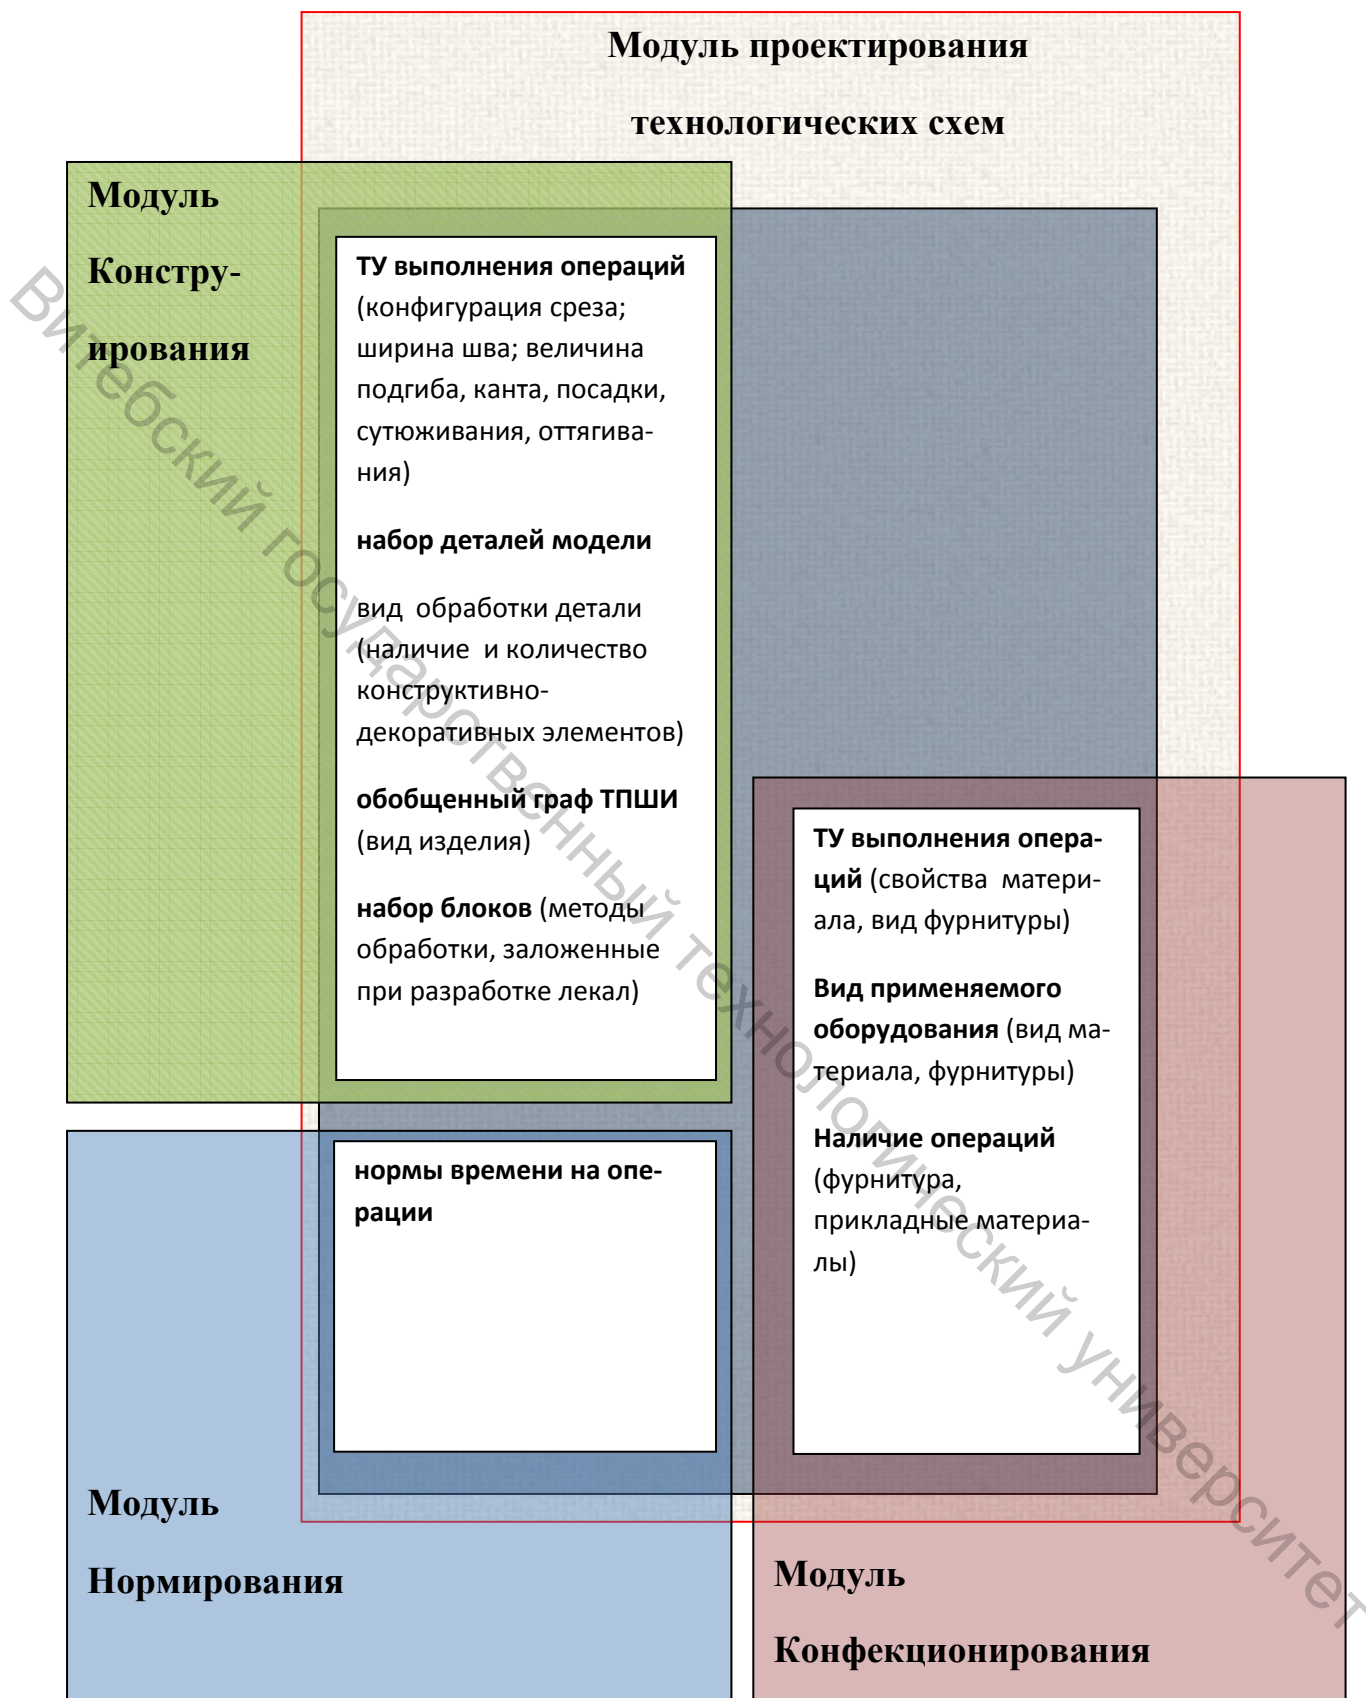 Модуль проектирования
технологических схем
Модуль
Констру-
ирования
ТУ выполнения операций
(конфигурация среза;
ширина шва; величина
подгиба, канта, посадки,
сутюживания, оттягива-
ния)
набор деталей модели
вид обработки детали
(наличие и количество
конструктивно-
декоративных элементов)
обобщенный граф ТПШИ
(вид изделия)
набор блоков (методы
обработки, заложенные
при разработке лекал)
ТУ выполнения опера-
ций (свойства матери-
ала, вид фурнитуры)
Вид применяемого
оборудования (вид ма-
териала, фурнитуры)
Наличие операций
(фурнитура,
прикладные материа-
лы)
нормы времени на опе-
рации
Модуль
Нормирования
Модуль
Конфекционирования
Витебский государственный технологический университет